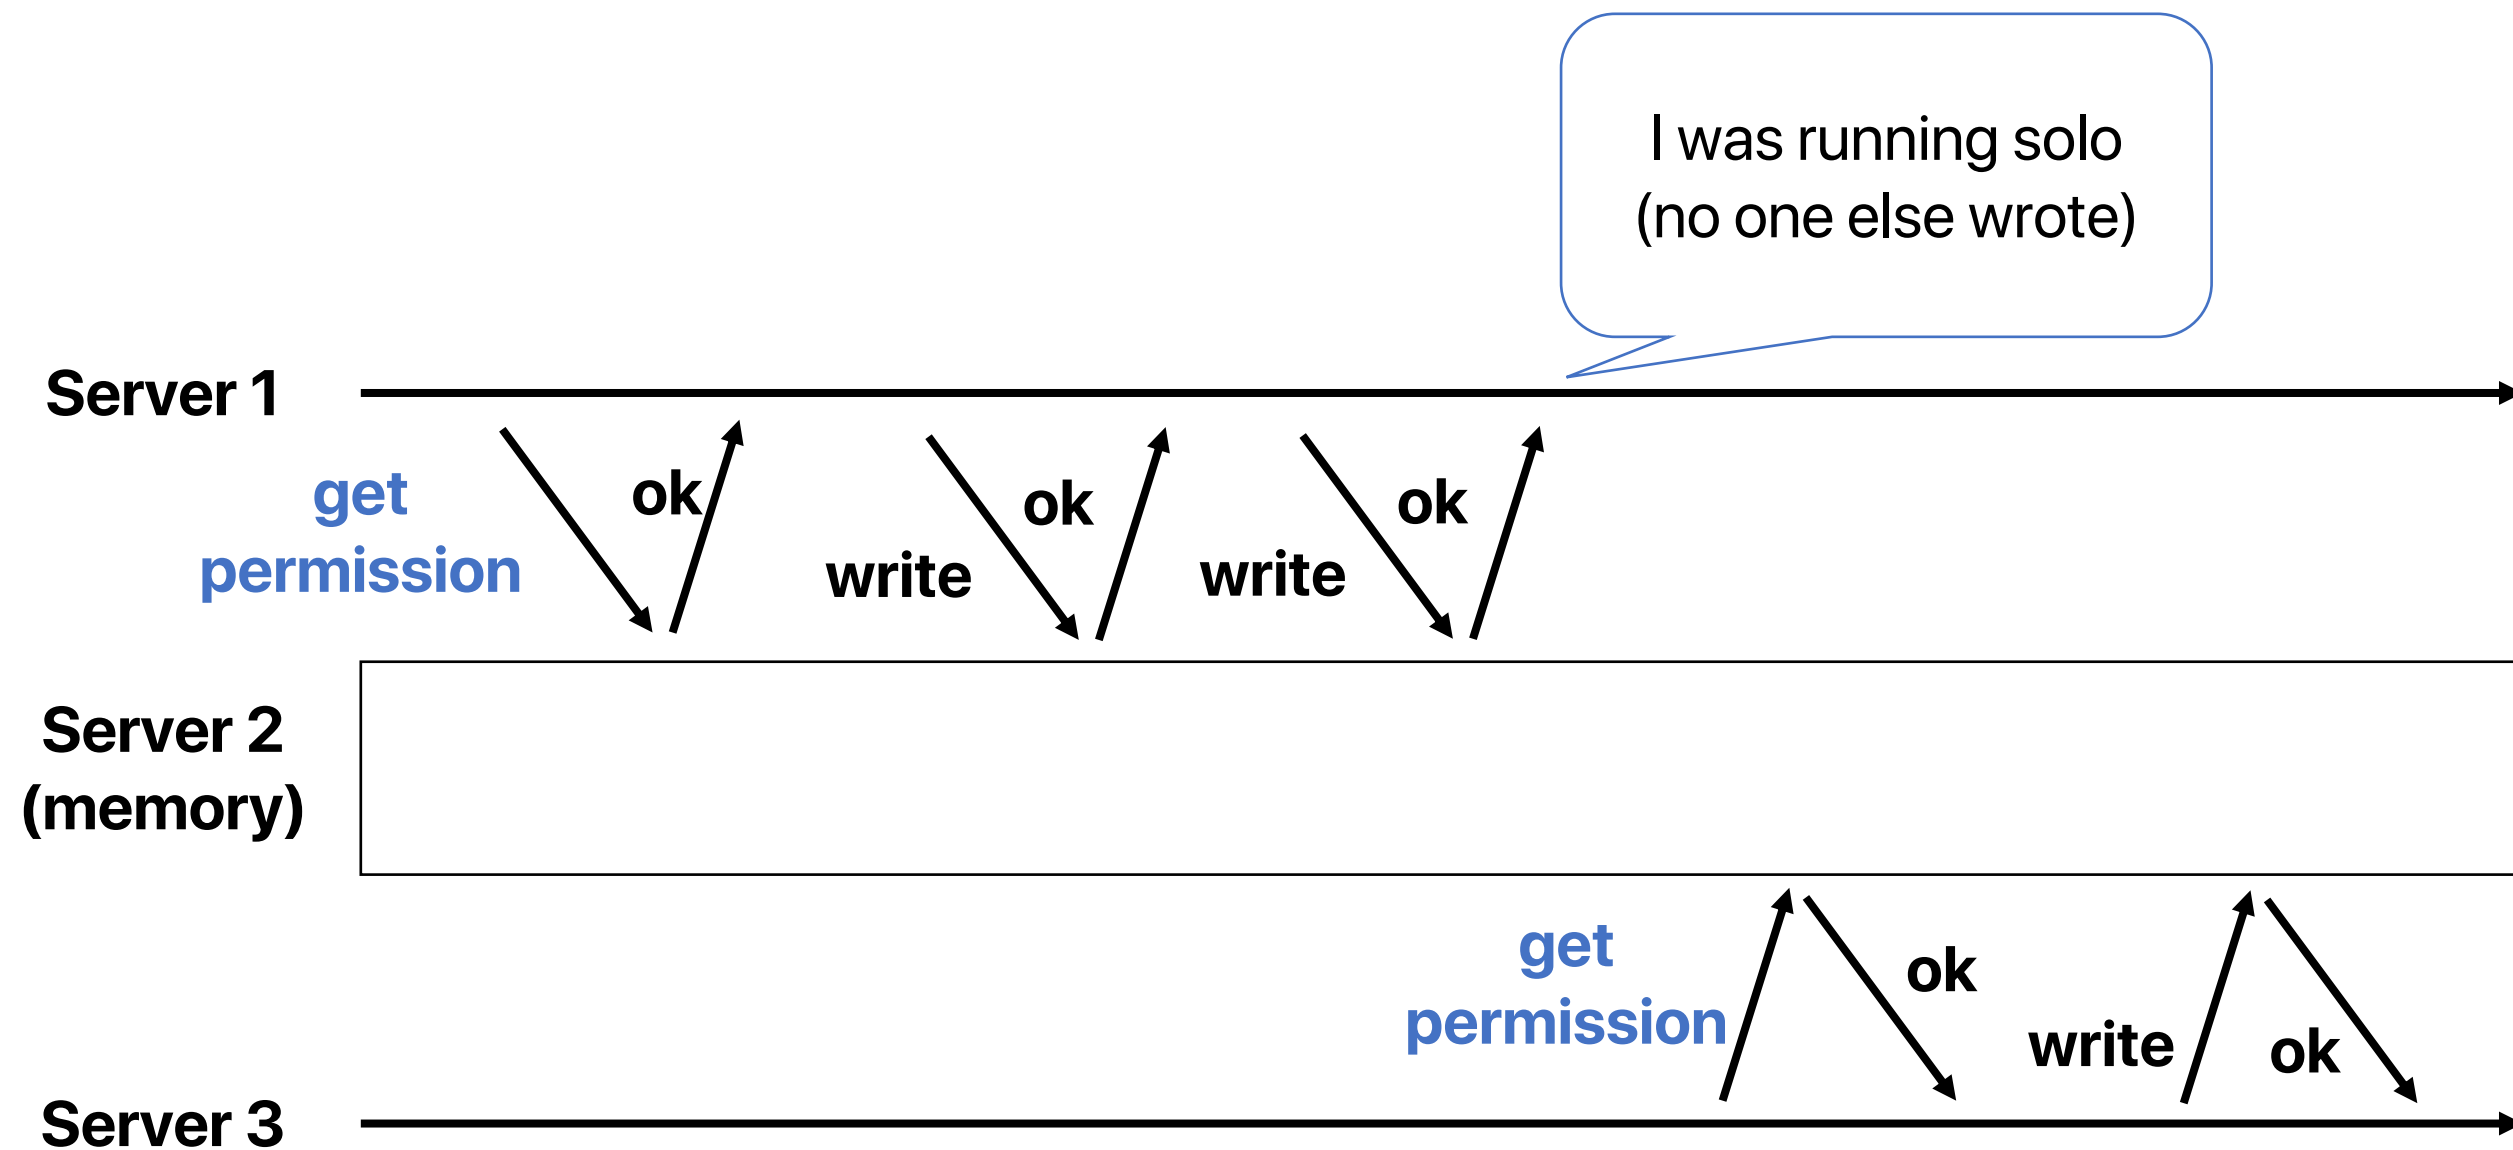 I was running solo
(no one else wrote)
Server 1
get
permission
ok
write
ok
write
ok
Server 2
(memory)
get
permission
ok
write
ok
Server 3